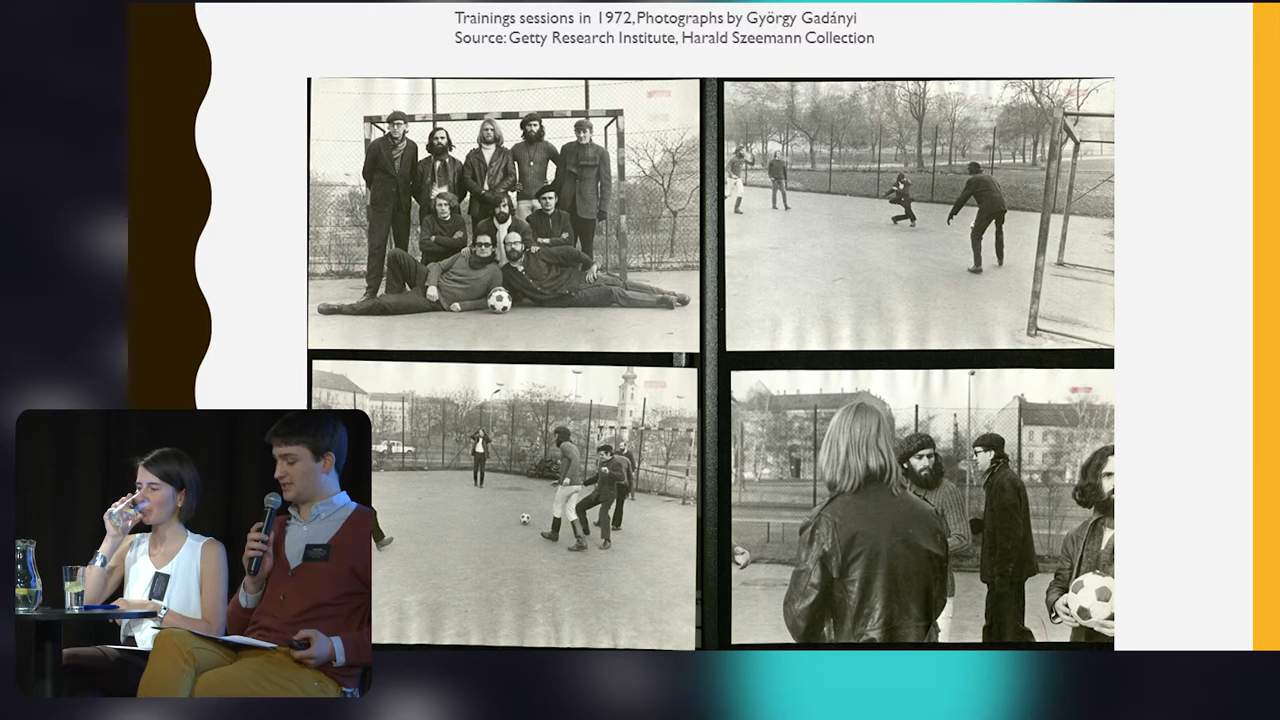 Trainings sessions in 1972, Photographs by György Gadányi
Source: Getty Research Institute, Harald Szeemann Collection